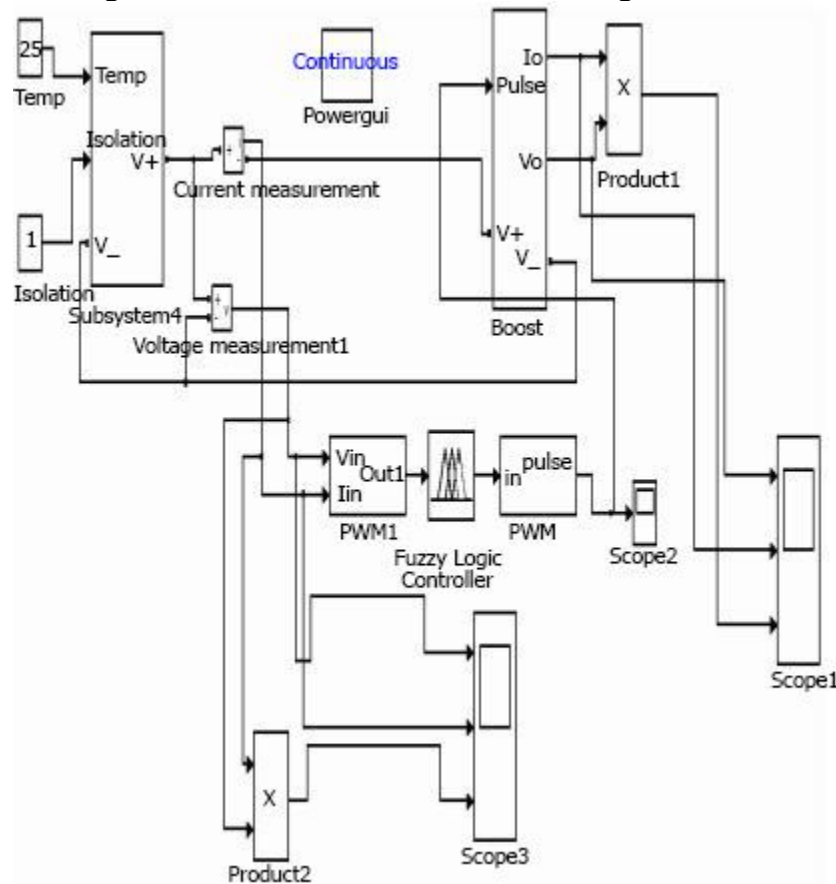 25
Temp
Temp
Isolation
V+
V_
1
Isolation
Subsystem4
Continuous
Powergui
+
-
i
Current measurement
+
-
v
Voltage measurement1
Io
Pulse
Vo
V+
V_
Boost
X
Product1
Vin
Out1
Iin
PWM1
Fuzzy Logic
Controller
in
pulse
PWM
Scope2
Scope1
X
Product2
Scope3